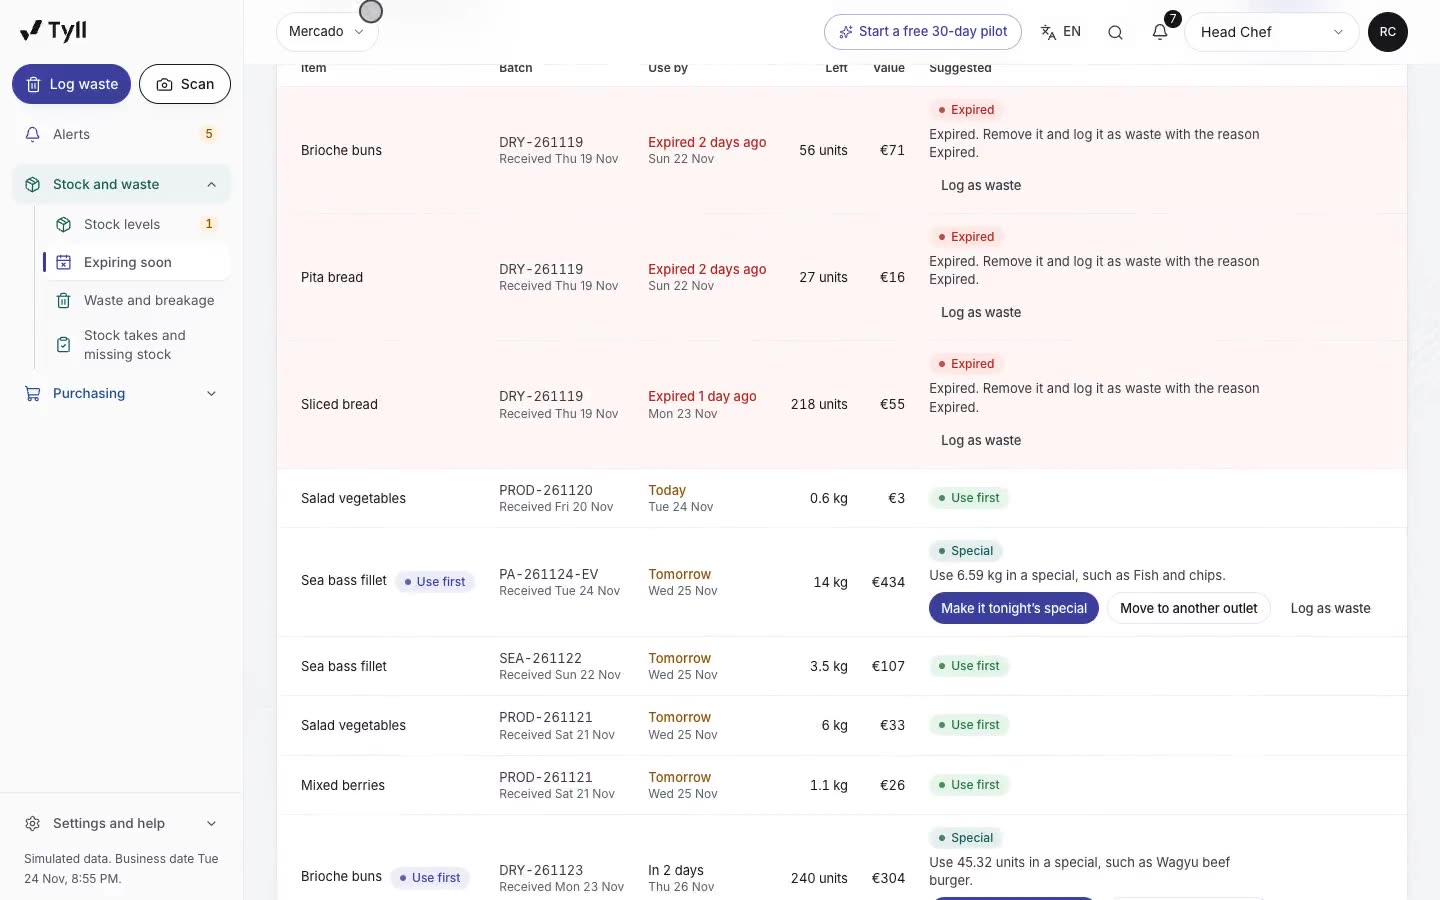 Tyll
Mercado
Start a free 30-day pilot
EN
7
Head Chef
RC
Log waste
Scan
Alerts
5
Stock and waste
Stock levels
1
Expiring soon
Waste and breakage
Stock takes and
missing stock
Purchasing
Settings and help
Simulated data. Business date Tue
24 Nov, 8:55 PM.
Item Batch Use by Left Value Suggested
Brioche buns
DRY-261119
Received Thu 19 Nov
Expired 2 days ago
Sun 22 Nov
56 units
€71
Expired
Expired. Remove it and log it as waste with the reason
Expired.
Log as waste
Pita bread
DRY-261119
Received Thu 19 Nov
Expired 2 days ago
Sun 22 Nov
27 units
€16
Expired
Expired. Remove it and log it as waste with the reason
Expired.
Log as waste
Sliced bread
DRY-261119
Received Thu 19 Nov
Expired 1 day ago
Mon 23 Nov
218 units
€55
Expired
Expired. Remove it and log it as waste with the reason
Expired.
Log as waste
Salad vegetables
PROD-261120
Received Fri 20 Nov
Today
Tue 24 Nov
0.6 kg
€3
Use first
Sea bass fillet
Use first
PA-261124-EV
Received Tue 24 Nov
Tomorrow
Wed 25 Nov
14 kg
€434
Special
Use 6.59 kg in a special, such as Fish and chips.
Make it tonight's special
Move to another outlet
Log as waste
Sea bass fillet
SEA-261122
Received Sun 22 Nov
Tomorrow
Wed 25 Nov
3.5 kg
€107
Use first
Salad vegetables
PROD-261121
Received Sat 21 Nov
Tomorrow
Wed 25 Nov
6 kg
€33
Use first
Mixed berries
PROD-261121
Received Sat 21 Nov
Tomorrow
Wed 25 Nov
1.1 kg
€26
Use first
Brioche buns
Use first
DRY-261123
Received Mon 23 Nov
In 2 days
Thu 26 Nov
240 units
€304
Special
Use 45.32 units in a special, such as Wagyu beef
burger.